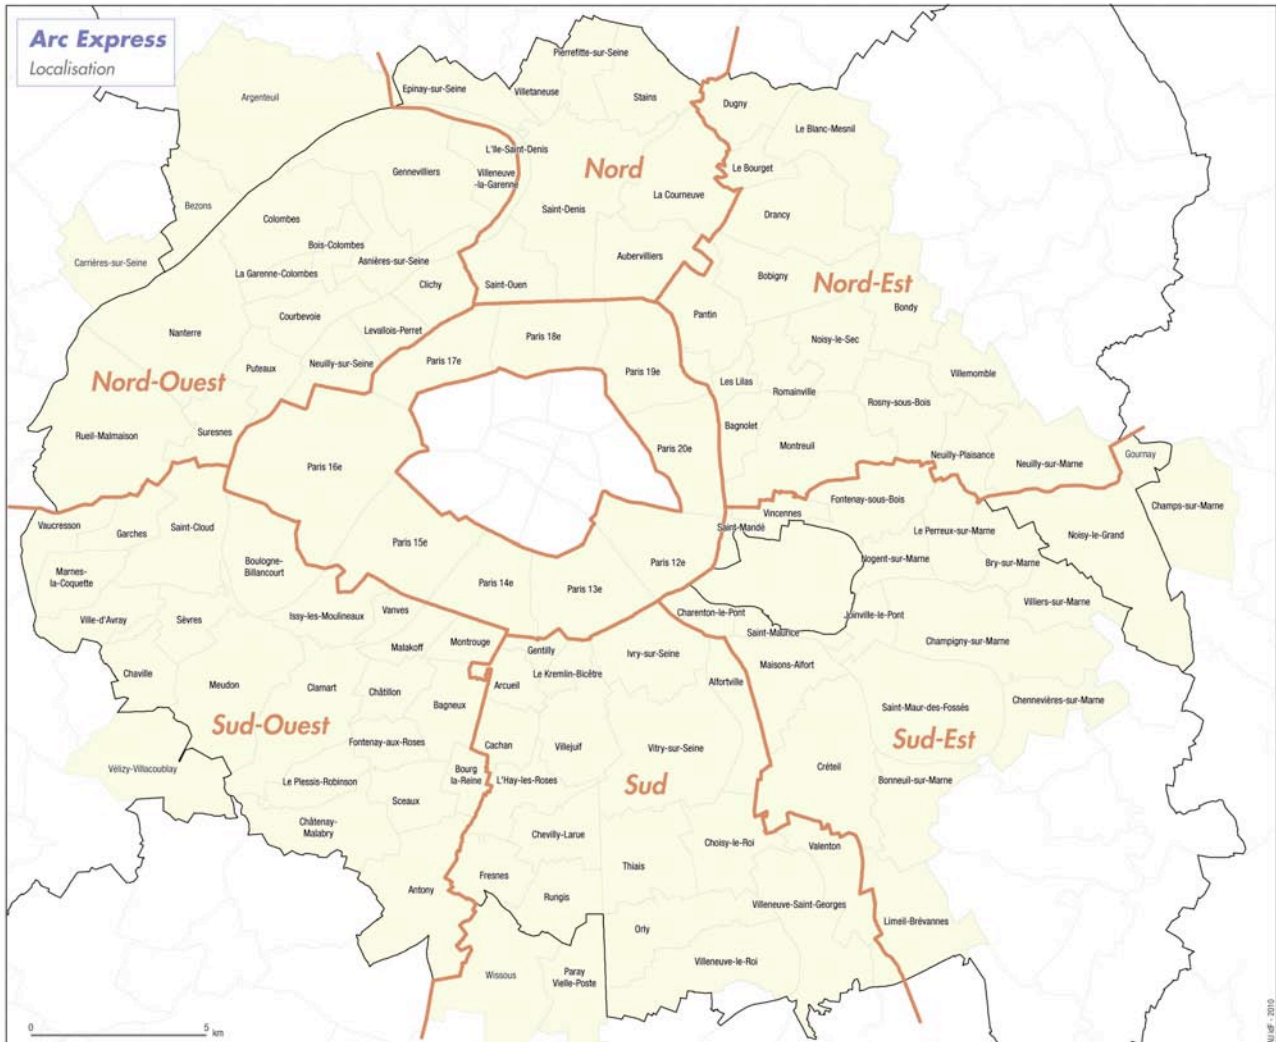 Arc Express
Localisation
Pierrefitte-sur-Seine
Epinay-sur-Seine
Villetaneuse
Argenteuil
Stains
Dugny
Le Blanc-Mesnil
L'Ile-Saint-Denis
Nord
Le Bourget
Gennevilliers
Villeneuve
-la-Garenne
La Courneuve
Bezons
Saint-Denis
Drancy
Colombes
Bois-Colombes
Asnières-sur-Seine
Aubervilliers
Carrières-sur-Seine
La Garenne-Colombes
Bobigny
Nord-Est
Clichy
Saint-Ouen
Bondy
Courbevoie
Pantin
Nanterre
Levallois-Perret
Paris 18e
Noisy-le-Sec
Puteaux
Neuilly-sur-Seine
Paris 17e
Paris 19e
Villemomble
Nord-Ouest
Les Lilas
Romainville
Rosny-sous-Bois
Rueil-Malmaison
Suresnes
Bagnolet
Paris 20e
Montreuil
Neuilly-Plaisance
Gournay
Paris 16e
Neuilly-sur-Marne
Fontenay-sous-Bois
Champs-sur-Marne
Vincennes
Vaucresson
Garches
Saint-Cloud
Saint-Mandé
Le Perreux-sur-Marne
Noisy-le-Grand
Paris 15e
Nogent-sur-Marne
Bry-sur-Marne
Boulogne-
Billancourt
Paris 12e
Marnes-
la-Coquette
Paris 14e
Paris 13e
Villiers-sur-Marne
Ville-d'Avray
Sèvres
Issy-les-Moulineaux
Vanves
Charenton-le-Pont
Joinville-le-Pont
Saint-Maurice
Champigny-sur-Marne
Malakoff
Montrouge
Gentilly
Ivry-sur-Seine
Maisons-Alfort
Chaville
Le Kremlin-Bicêtre
Meudon
Clamart
Châtillon
Arcueil
Alfortville
Chennevières-sur-Marne
Bagneux
Saint-Maur-des-Fossés
Sud-Ouest
Fontenay-aux-Roses
Cachan
Villejuif
Vitry-sur-Seine
Sud-Est
Vélizy-Villacoublay
Bourg
la-Reine
L'Hay-les-Roses
Sud
Créteil
Le Plessis-Robinson
Bonneuil-sur-Marne
Sceaux
Châtenay-
Malabry
Chevilly-Larue
Choisy-le-Roi
Valenton
Thiais
Antony
Fresnes
Rungis
Villeneuve-Saint-Georges
Limeil-Brévannes
Orly
Villeneuve-le-Roi
Wissous
Paray
Vielle-Poste
0 5 km